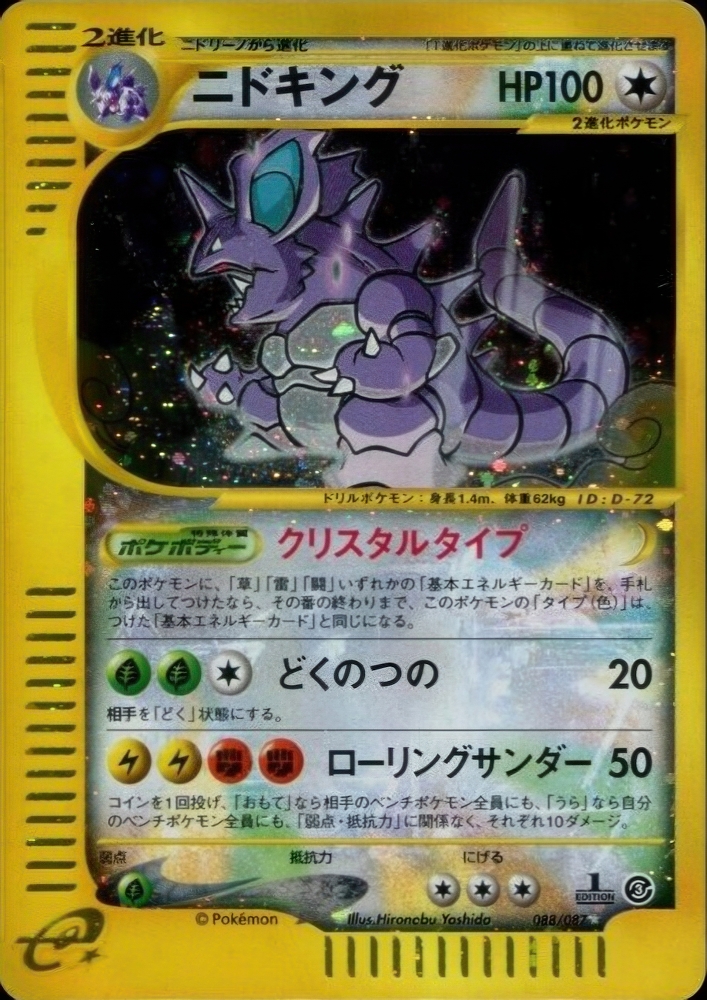 2進化
ニドリーノから進化
「1進化ポケモン」の上に重ねて進化させます
ニドキング
HP100
2進化ポケモン
ドリルポケモン：身長1.4m、体重62kg ID:D-72
特殊体質
ポケボディー
クリスタルタイプ
このポケモンに、「草」「雷」「闘」いずれかの「基本エネルギーカード」を、手札
から出してつけたなら、その番の終わりまで、このポケモンの「タイプ（色）」は、
つけた「基本エネルギーカード」と同じになる。
どくのつの 20
相手を「どく」状態にする。
ローリングサンダー 50
コインを1回投げ、「おもて」なら相手のベンチポケモン全員にも、「うら」なら自分
のベンチポケモン全員にも、「弱点・抵抗力」に関係なく、それぞれ10ダメージ。
弱点 抵抗力 にげる
1
EDITION
© Pokémon Illus.Hironobu Yoshida 088/087
e